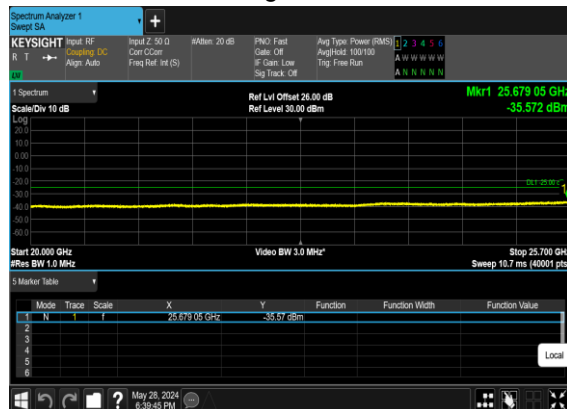 Spectrum Analyzer 1
Swept SA
+
KEYSIGHT Input: RF Input Z: 50 Ω #Atten: 20 dB PNO: Fast Avg Type: Power (RMS) 1 2 3 4 5 6
R T Coupling: DC Corr CCorr Gate: Off Avg|Hold: 100/100 A W W W W W
Align: Auto Freq Ref: Int (S) IF Gain: Low Trig: Free Run
Sig Track: Off A N N N N N
1 Spectrum Ref Lvl Offset 26.00 dB Mkr1 25.679 05 GHz
Scale/Div 10 dB Ref Level 30.00 dBm -35.572 dBm
Log
20.0
10.0
0.00
-10.0
-20.0 DL1 -25.00 d
-30.0 1
-40.0
-50.0
-60.0
Start 20.000 GHz Video BW 3.0 MHz* Stop 25.700 GHz
#Res BW 1.0 MHz Sweep 10.7 ms (40001 pts)
5 Marker Table
Mode Trace Scale X Y Function Function Width Function Value
1 N 1 f 25.679 05 GHz -35.57 dBm
2
3
4
5
6
Local
? May 28, 2024
6:39:45 PM